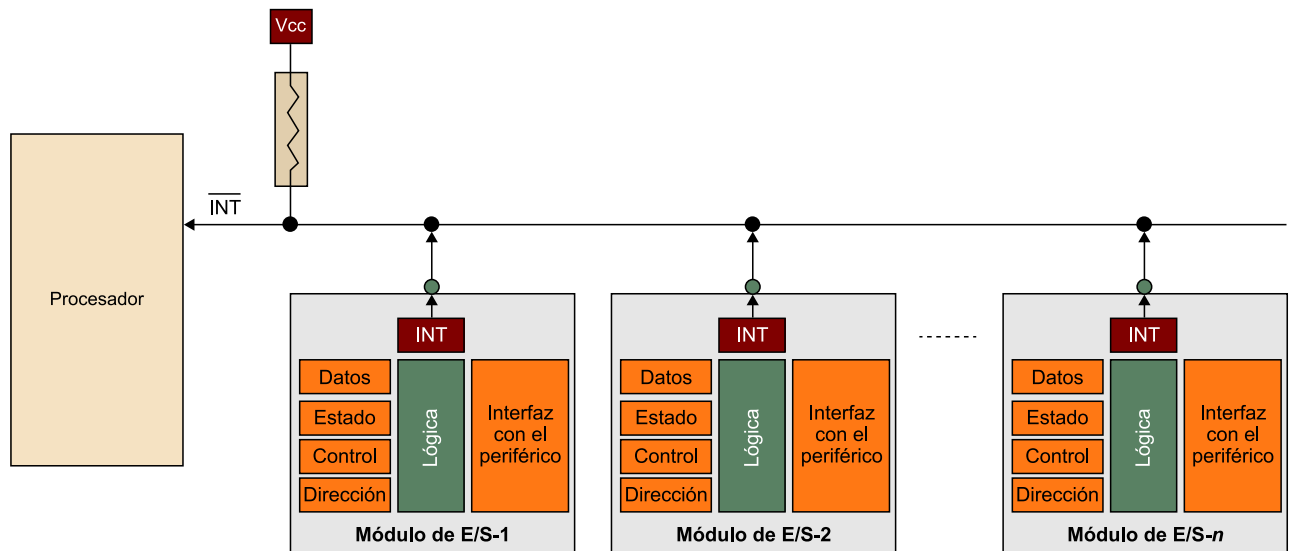 Vcc
INT
Procesador
INT
Datos
Estado
Control
Dirección
Lógica
Interfaz
con el
periférico
Módulo de E/S-1
INT
Datos
Estado
Control
Dirección
Lógica
Interfaz
con el
periférico
Módulo de E/S-2
INT
Datos
Estado
Control
Dirección
Lógica
Interfaz
con el
periférico
Módulo de E/S-n